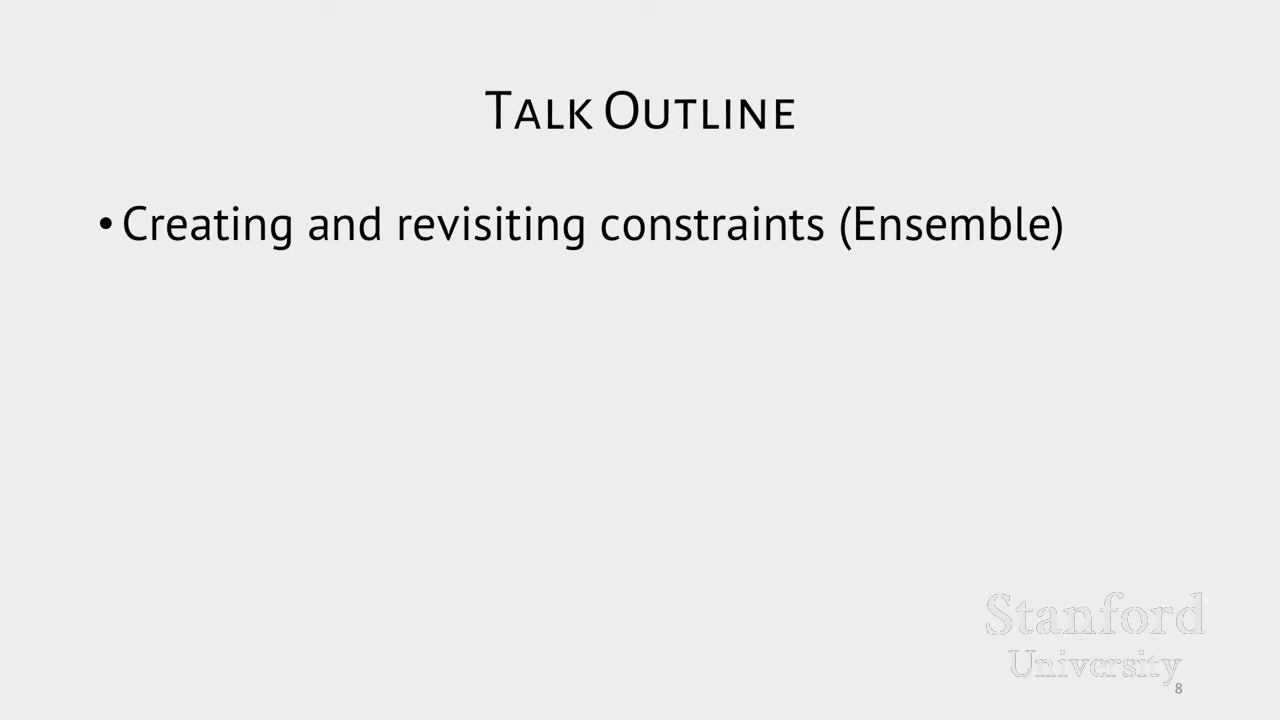 Talk Outline
• Creating and revisiting constraints (Ensemble)
Stanford
University
8